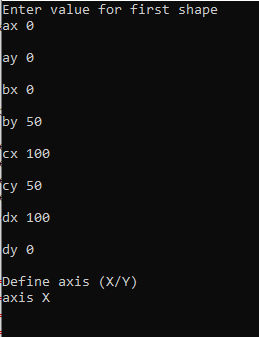 Enter value for first shape
ax 0
ay 0
bx 0
by 50
cx 100
cy 50
dx 100
dy 0
Define axis (X/Y)
axis X